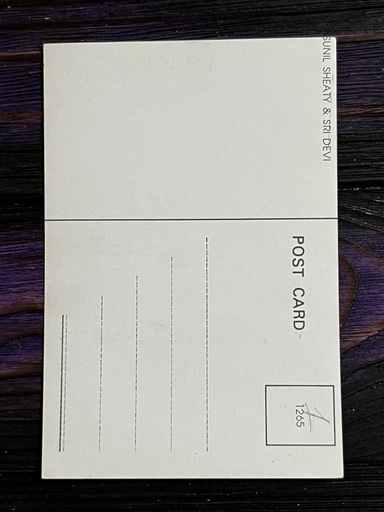 SUNIL SHEATY & SRI DEVI
POST CARD
1265